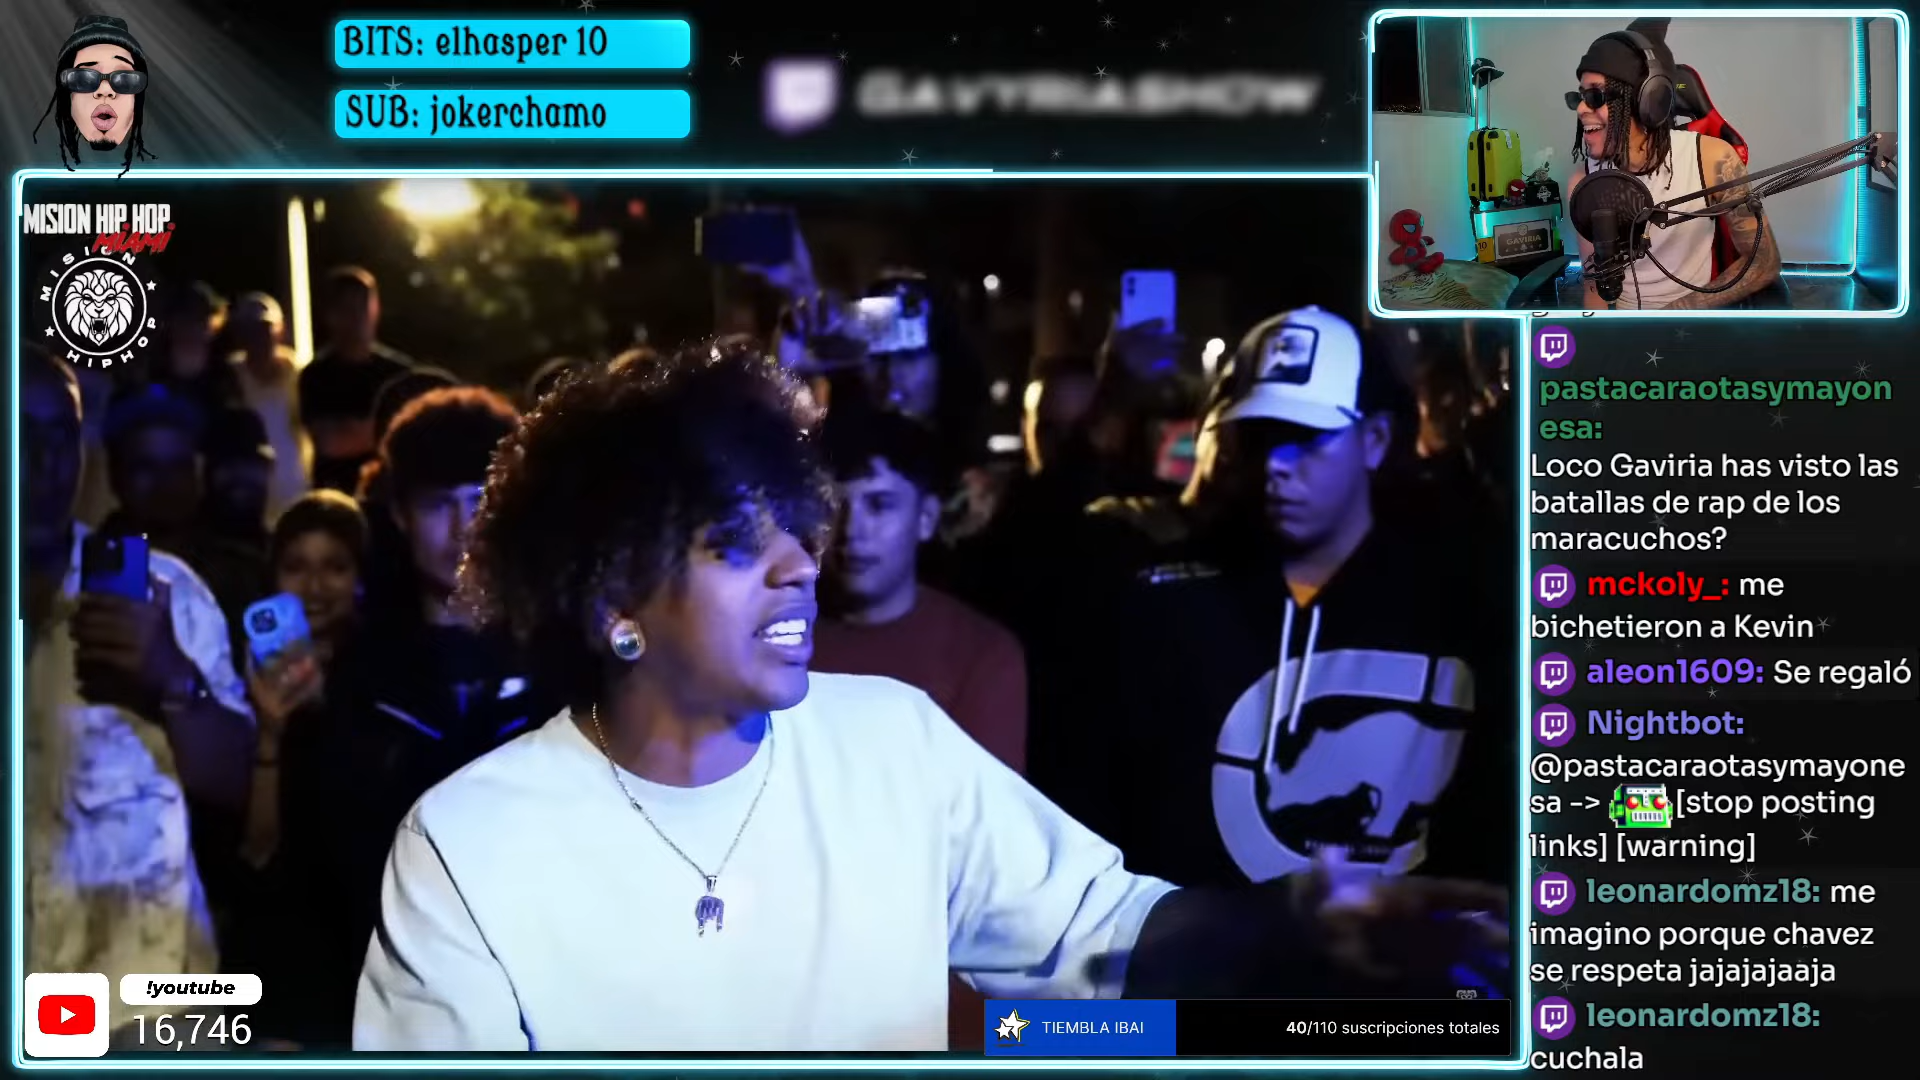 BITS: elhasper 10
SUB: jokerchamo
GAVYRIASHOW
MISION HIP HOP
MIAMI
MISION
HIPHOP
GAVIRIA
pastacaraotasymayon
esa:
Loco Gaviria has visto las
batallas de rap de los
maracuchos?
mckoly_: me
bichetieron a Kevin
aleon1609: Se regaló
Nightbot:
@pastacaraotasymayone
sa -> [stop posting
links] [warning]
leonardomz18: me
imagino porque chavez
se respeta jajajajaaja
leonardomz18:
cuchala
!youtube
16,746
TIEMBLA IBAI
40/110 suscripciones totales